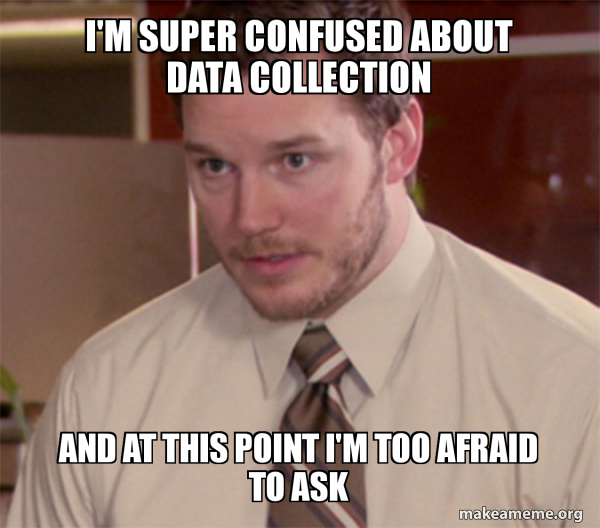 I'M SUPER CONFUSED ABOUT
DATA COLLECTION
AND AT THIS POINT I'M TOO AFRAID
TO ASK
makeameme.org